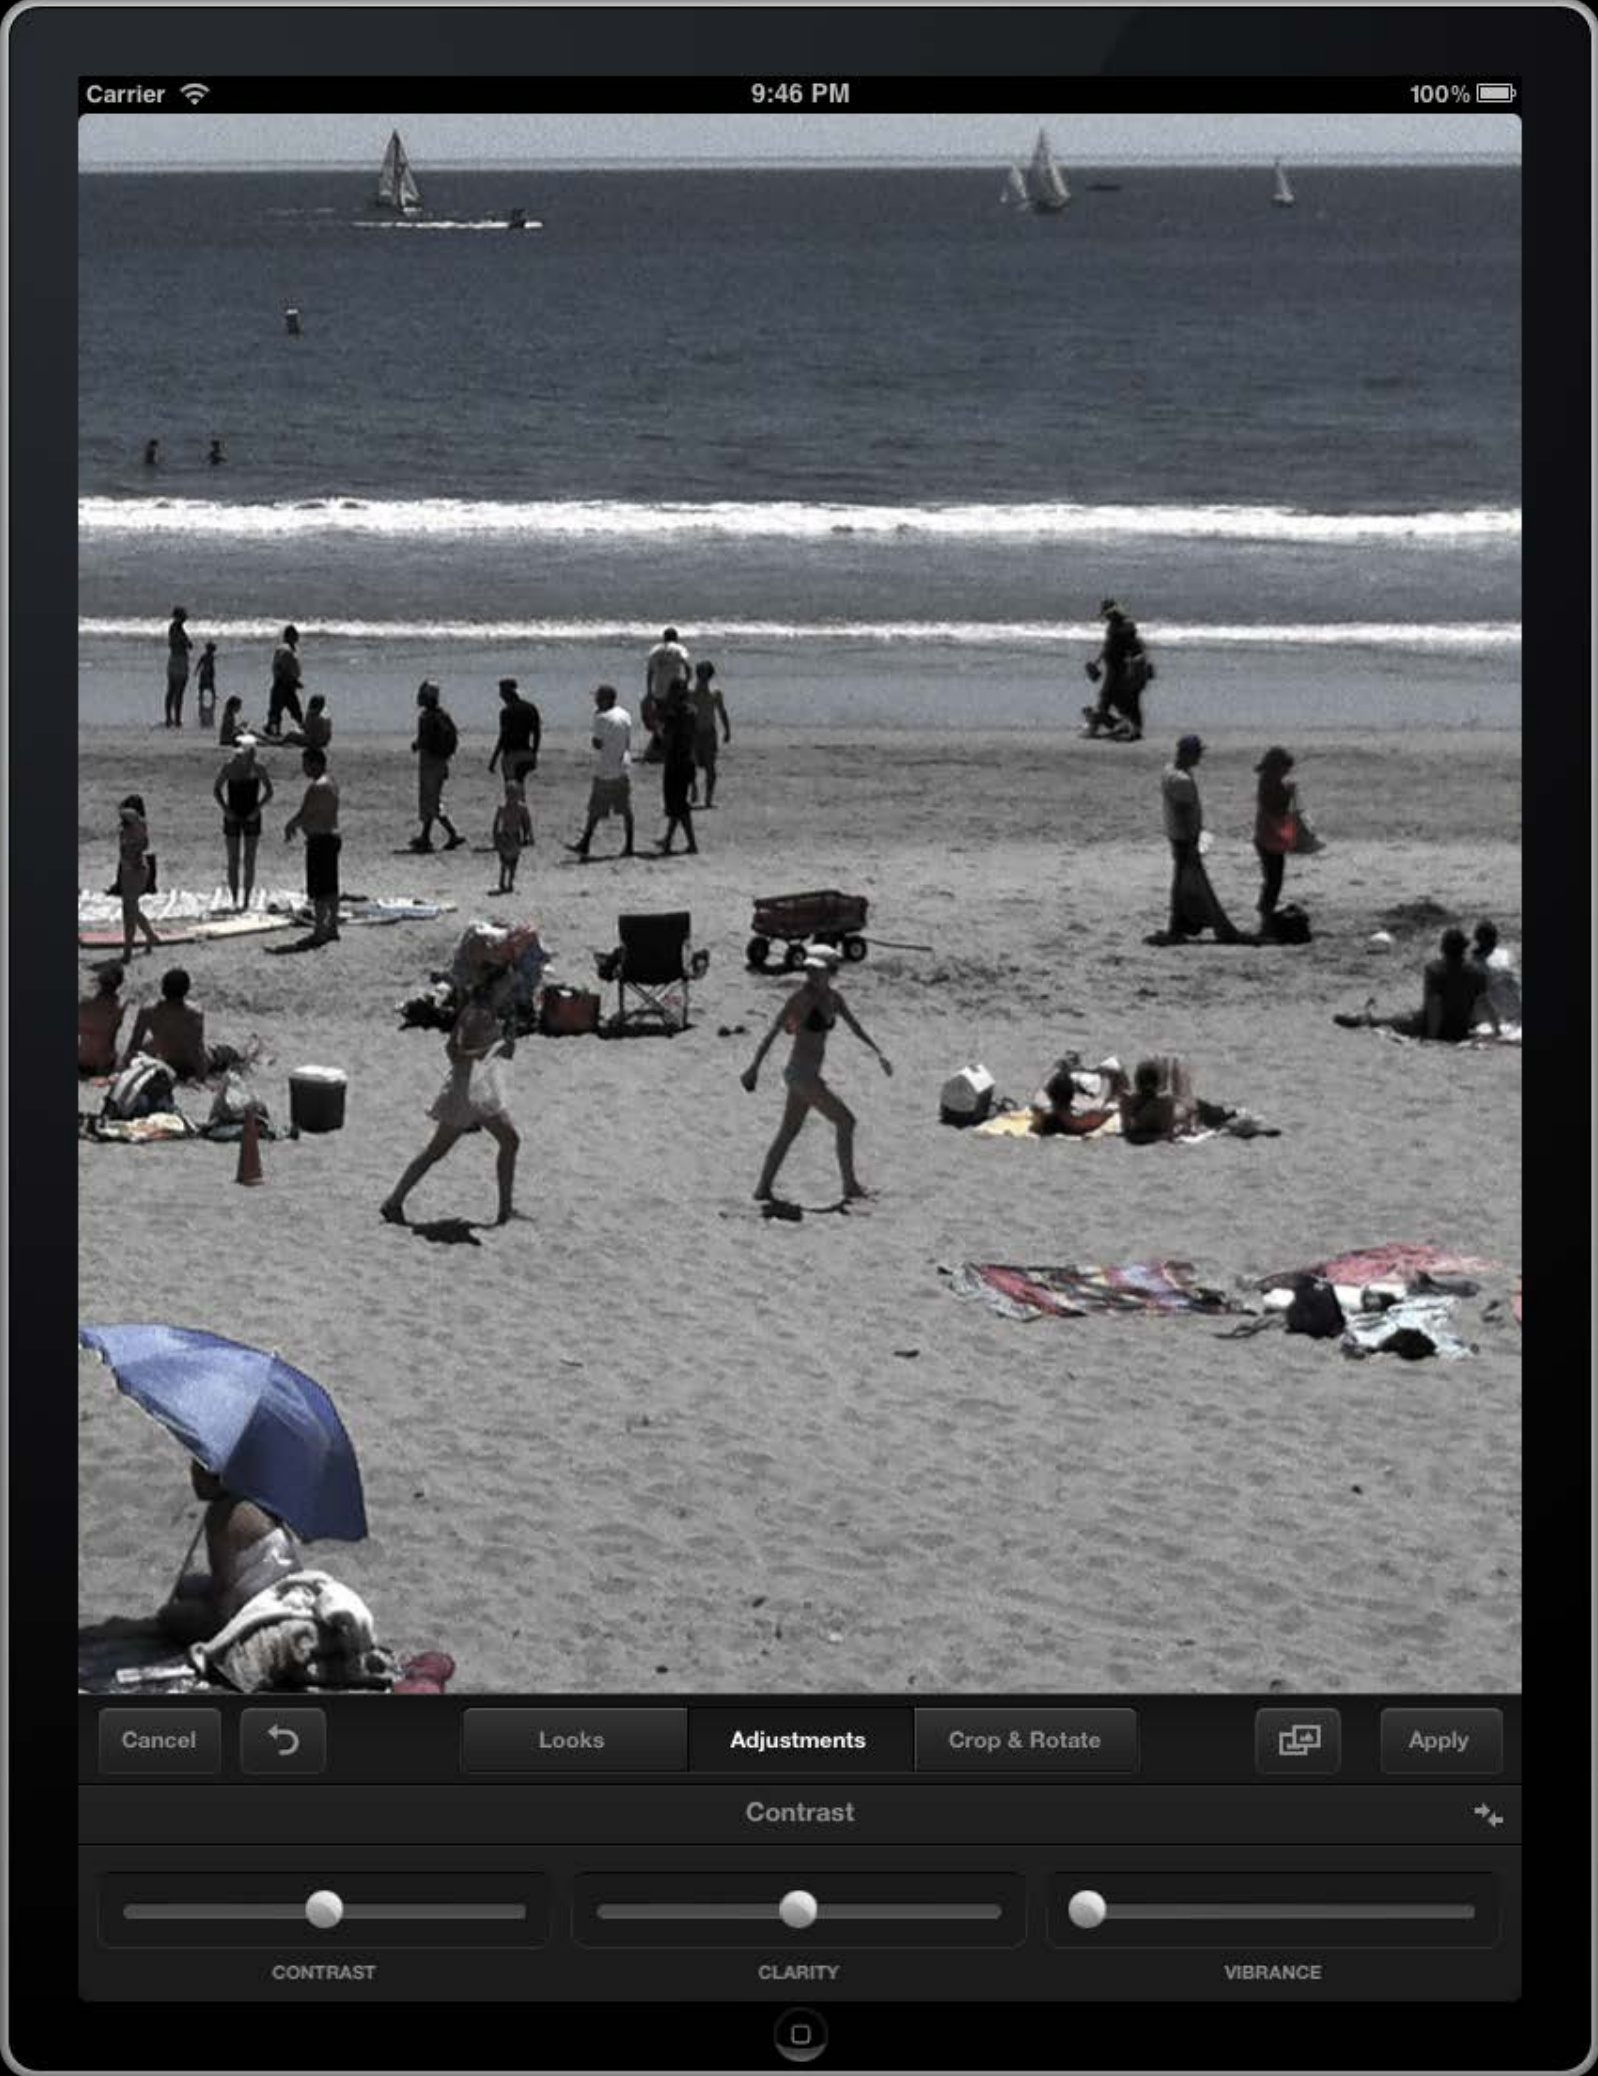 Carrier 9:46 PM 100%
Cancel Looks Adjustments Crop & Rotate Apply
Contrast
CONTRAST CLARITY VIBRANCE